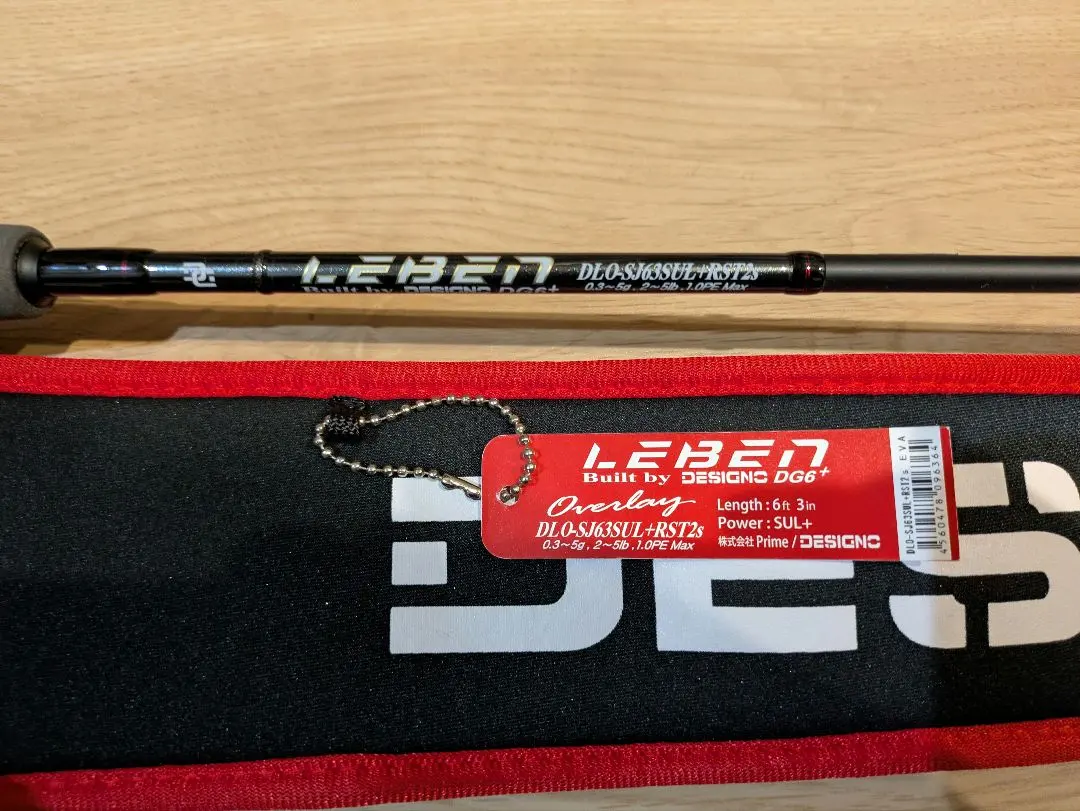 LEBEN
Built by DESIGNO DG6+
DLO-SJ63SUL+RST2s
0.3~5g , 2~5lb , 1.0PE Max
LEBEN
Built by DESIGNO DG6+
Overlay
DLO-SJ63SUL+RST2s
0.3~5g , 2~5lb , 1.0PE Max
Length : 6ft 3in
Power : SUL+
株式会社 Prime / DESIGNO
DLO-SJ63SUL+RST2s EVA
4560478096364
DES